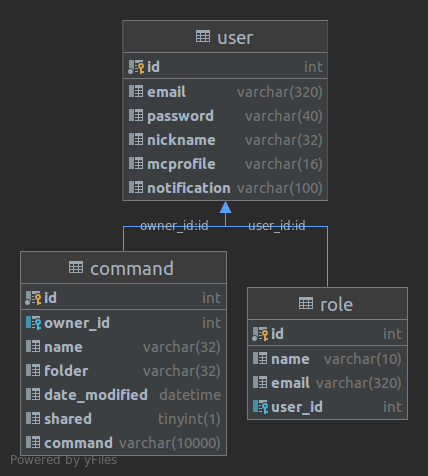 user
id int
email varchar(320)
password varchar(40)
nickname varchar(32)
mcprofile varchar(16)
notification varchar(100)
owner_id:id user_id:id
command
id int
owner_id int
name varchar(32)
folder varchar(32)
date_modified datetime
shared tinyint(1)
command varchar(10000)
role
id int
name varchar(10)
email varchar(320)
user_id int
Powered by yFiles